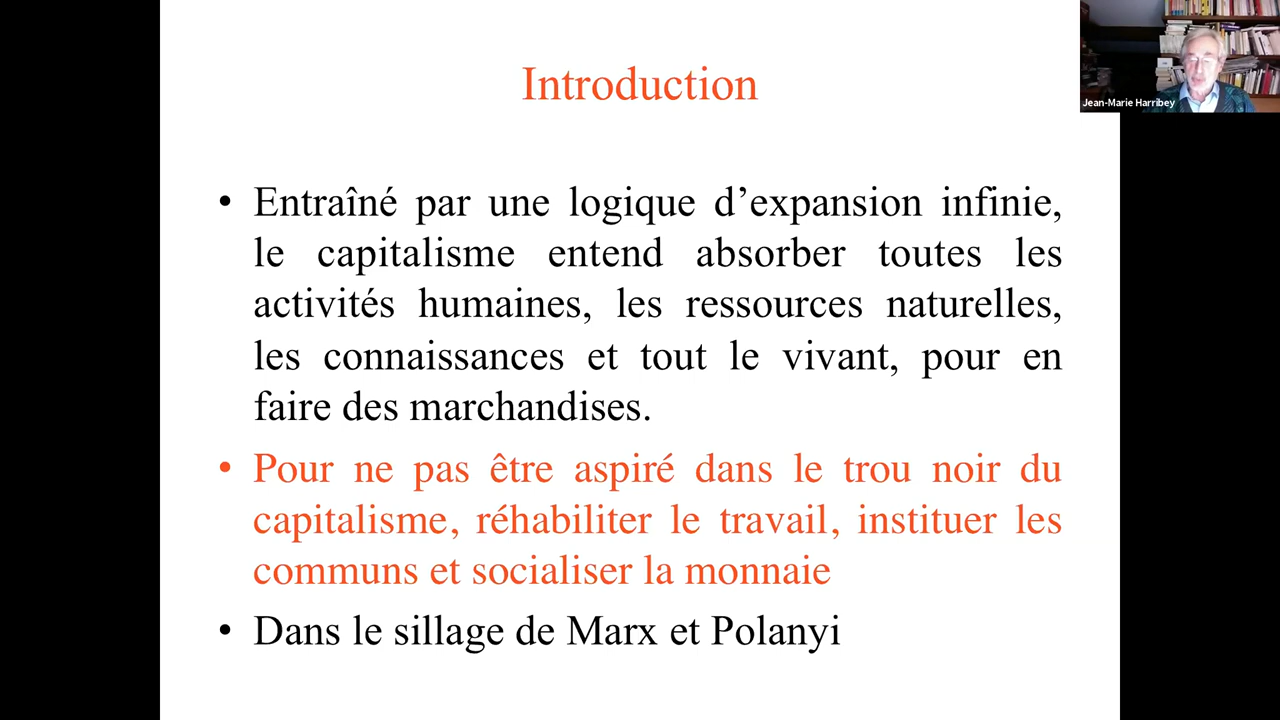 Introduction
Jean-Marie Harribey
• Entraîné par une logique d’expansion infinie,
le capitalisme entend absorber toutes les
activités humaines, les ressources naturelles,
les connaissances et tout le vivant, pour en
faire des marchandises.
• Pour ne pas être aspiré dans le trou noir du
capitalisme, réhabiliter le travail, instituer les
communs et socialiser la monnaie
• Dans le sillage de Marx et Polanyi